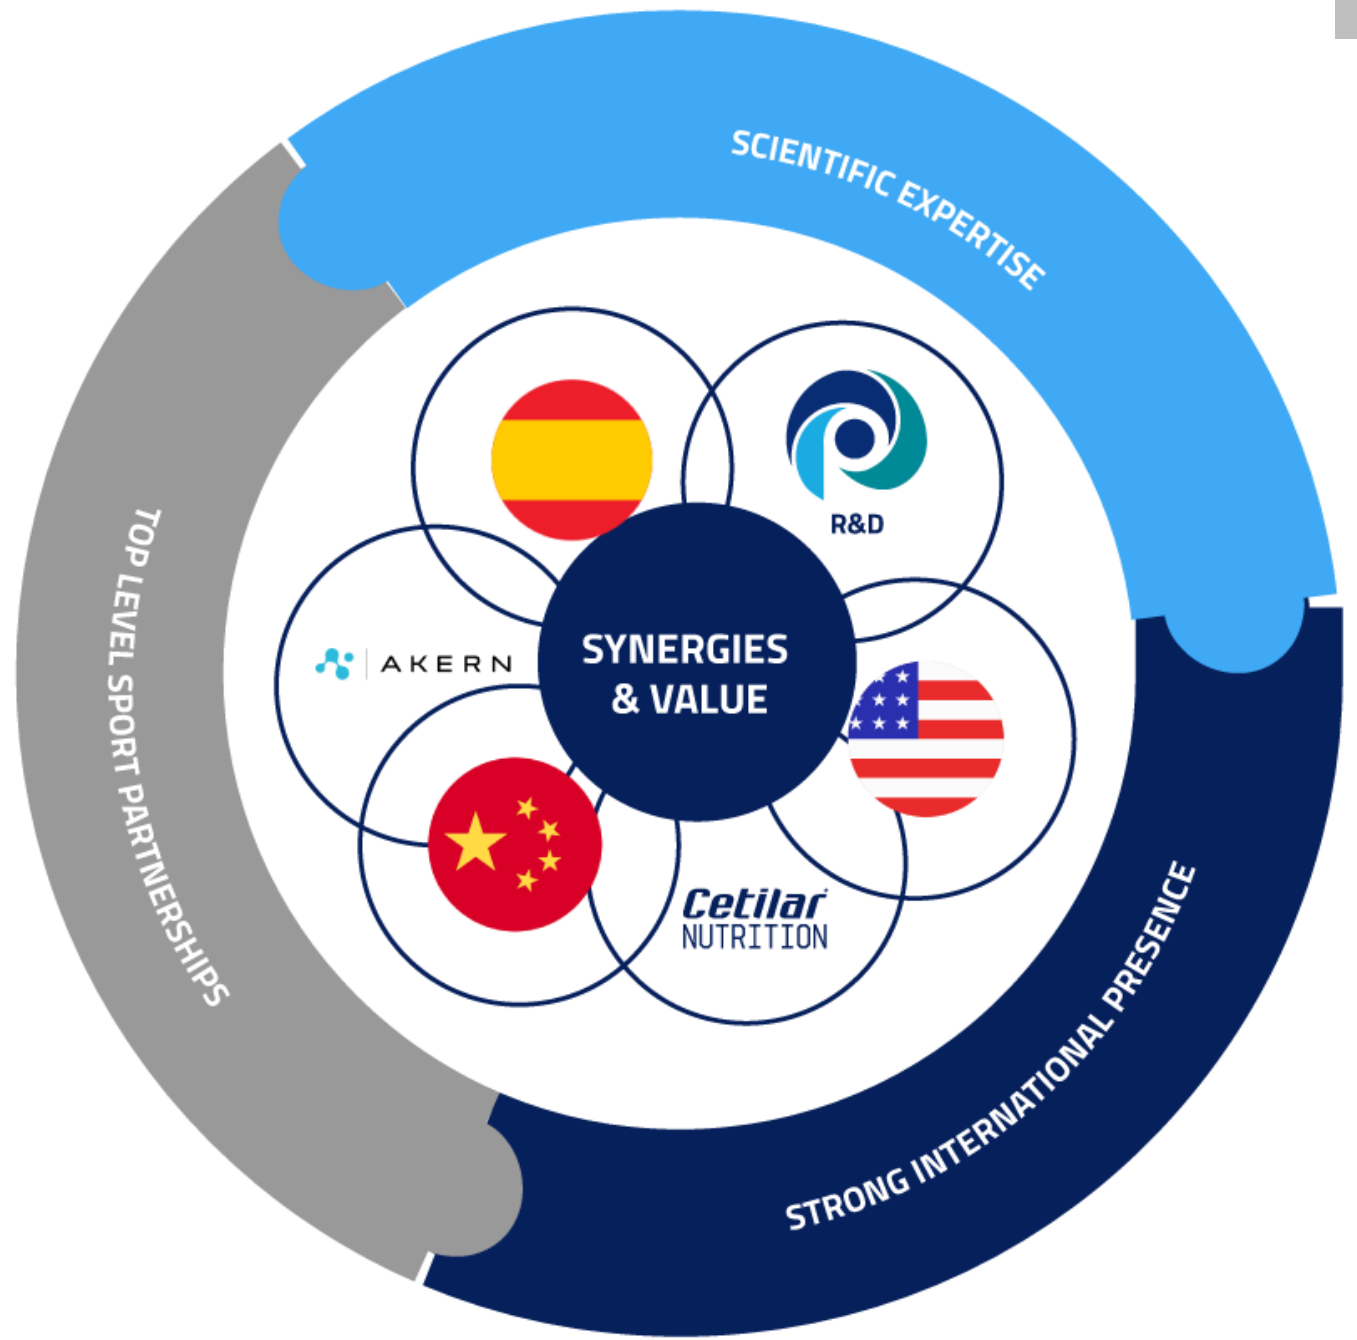 SCIENTIFIC EXPERTISE
R&D
AKERN
SYNERGIES
& VALUE
Cetilar
NUTRITION
TOP LEVEL SPORT PARTNERSHIPS
STRONG INTERNATIONAL PRESENCE